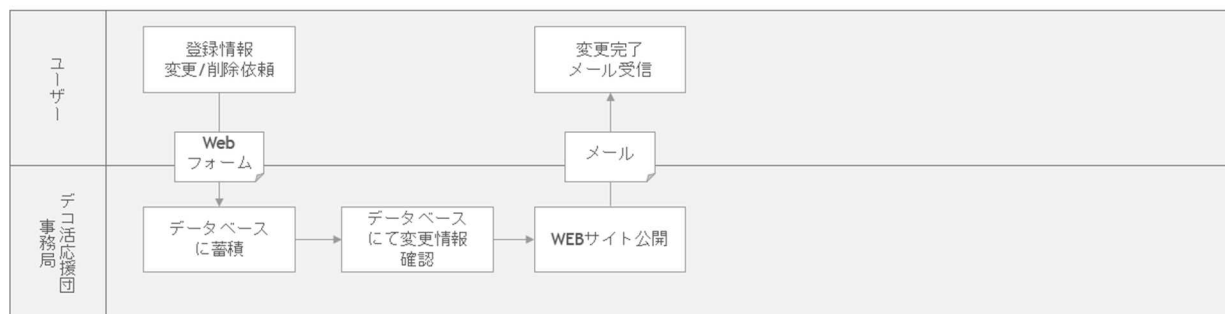 ユーザー
登録情報
変更/削除依頼
変更完了
メール受信
Web
フォーム
メール
デコ活応援団
事務局
データベース
に蓄積
データベース
にて変更情報
確認
WEBサイト公開